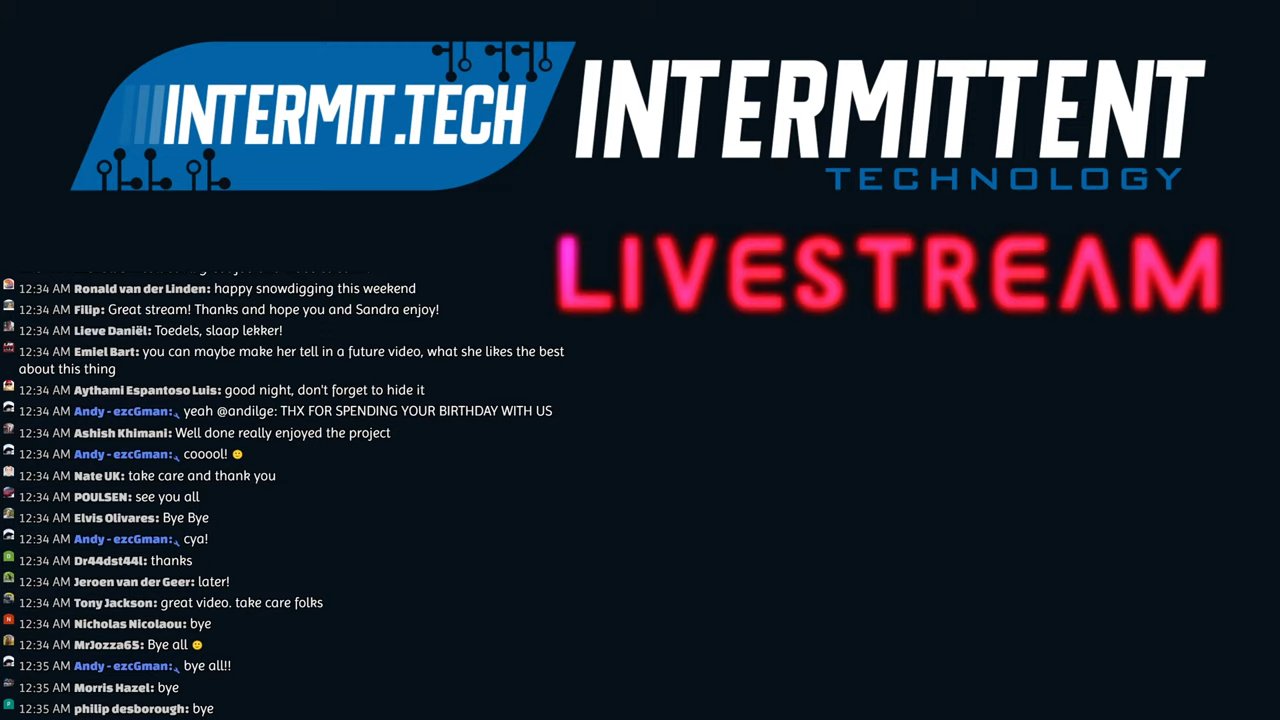 INTERMIT.TECH
INTERMITTENT
TECHNOLOGY
LIVESTREAM
12:34 AM Ronald van der Linden: happy snowdigging this weekend
12:34 AM Filip: Great stream! Thanks and hope you and Sandra enjoy!
12:34 AM Lieve Daniël: Toedels, slaap lekker!
12:34 AM Emiel Bart: you can maybe make her tell in a future video, what she likes the best
about this thing
12:34 AM Aythami Espantoso Luis: good night, don't forget to hide it
12:34 AM Andy - ezcGman: yeah @andilge: THX FOR SPENDING YOUR BIRTHDAY WITH US
12:34 AM Ashish Khimani: Well done really enjoyed the project
12:34 AM Andy - ezcGman: cooool! 🙂
12:34 AM Nate UK: take care and thank you
12:34 AM POULSEN: see you all
12:34 AM Elvis Olivares: Bye Bye
12:34 AM Andy - ezcGman: cya!
12:34 AM Dr44dst44l: thanks
12:34 AM Jeroen van der Geer: later!
12:34 AM Tony Jackson: great video. take care folks
12:34 AM Nicholas Nicolaou: bye
12:34 AM MrJozza65: Bye all 🙂
12:35 AM Andy - ezcGman: bye all!!
12:35 AM Morris Hazel: bye
12:35 AM philip desborough: bye